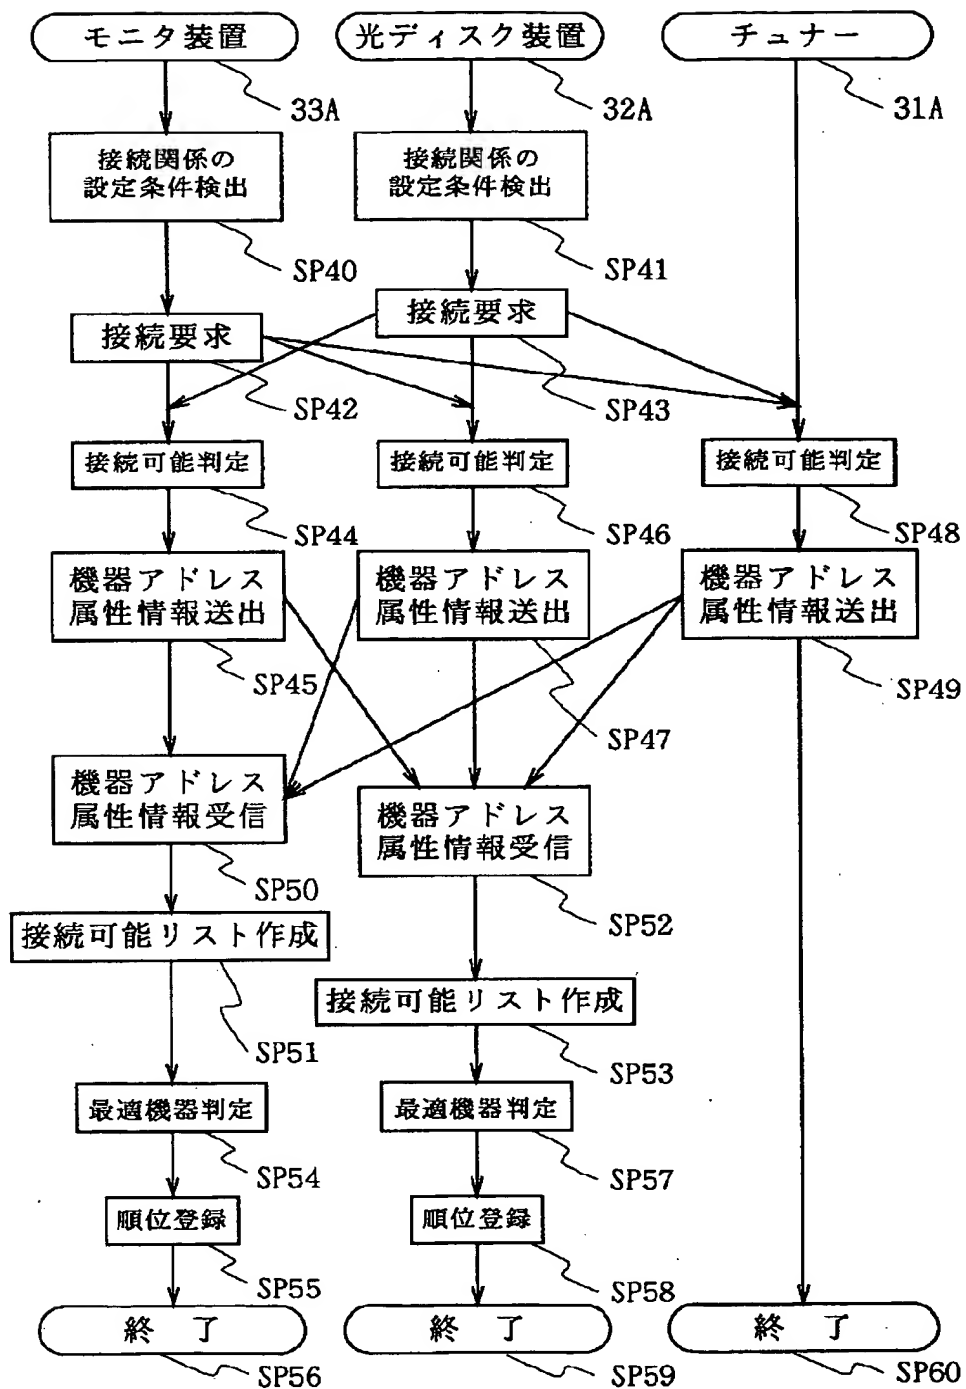 モニタ装置
光ディスク装置
チューナー
33A
32A
31A
接続関係の
設定条件検出
接続関係の
設定条件検出
SP40
SP41
接続要求
接続要求
SP42
SP43
接続可能判定
接続可能判定
接続可能判定
SP44
SP46
SP48
機器アドレス
属性情報送出
機器アドレス
属性情報送出
機器アドレス
属性情報送出
SP45
SP47
SP49
機器アドレス
属性情報受信
機器アドレス
属性情報受信
SP50
SP52
接続可能リスト作成
接続可能リスト作成
SP51
SP53
最適機器判定
最適機器判定
SP54
SP57
順位登録
順位登録
SP55
SP58
終 了
終 了
終 了
SP56
SP59
SP60